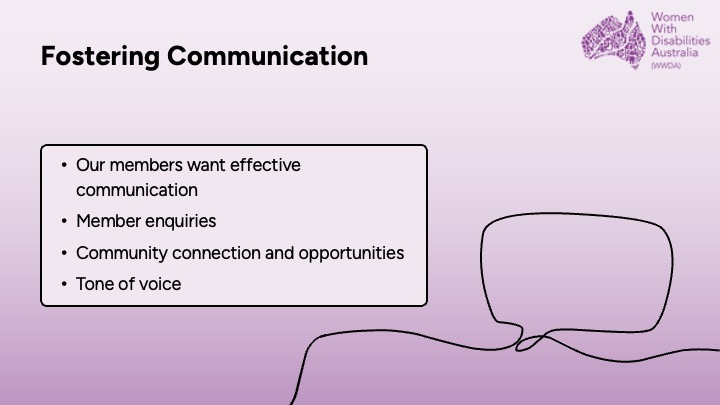 Women
With
Disabilities
Australia
(WWDA)
Fostering Communication
• Our members want effective
communication
• Member enquiries
• Community connection and opportunities
• Tone of voice